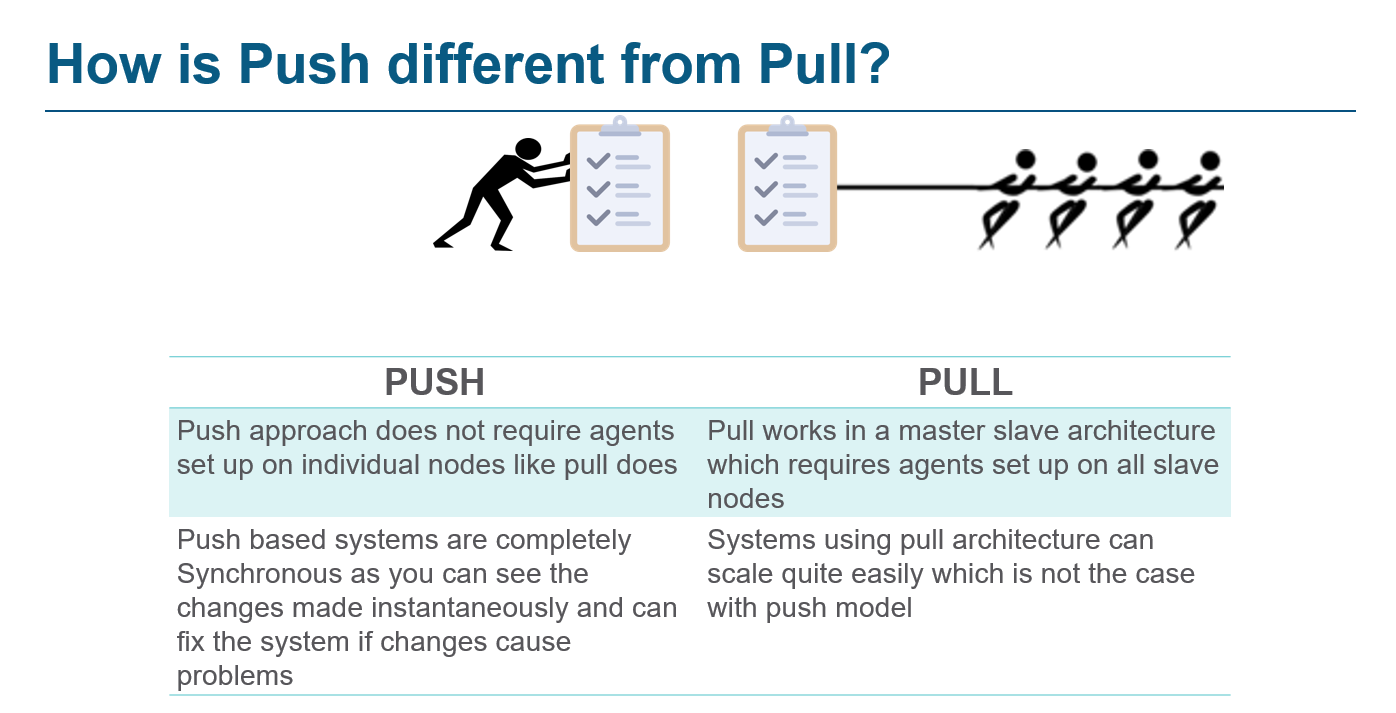 How is Push different from Pull?
PUSH
PULL
Push approach does not require agents
set up on individual nodes like pull does
Pull works in a master slave architecture
which requires agents set up on all slave
nodes
Push based systems are completely
Synchronous as you can see the
changes made instantaneously and can
fix the system if changes cause
problems
Systems using pull architecture can
scale quite easily which is not the case
with push model